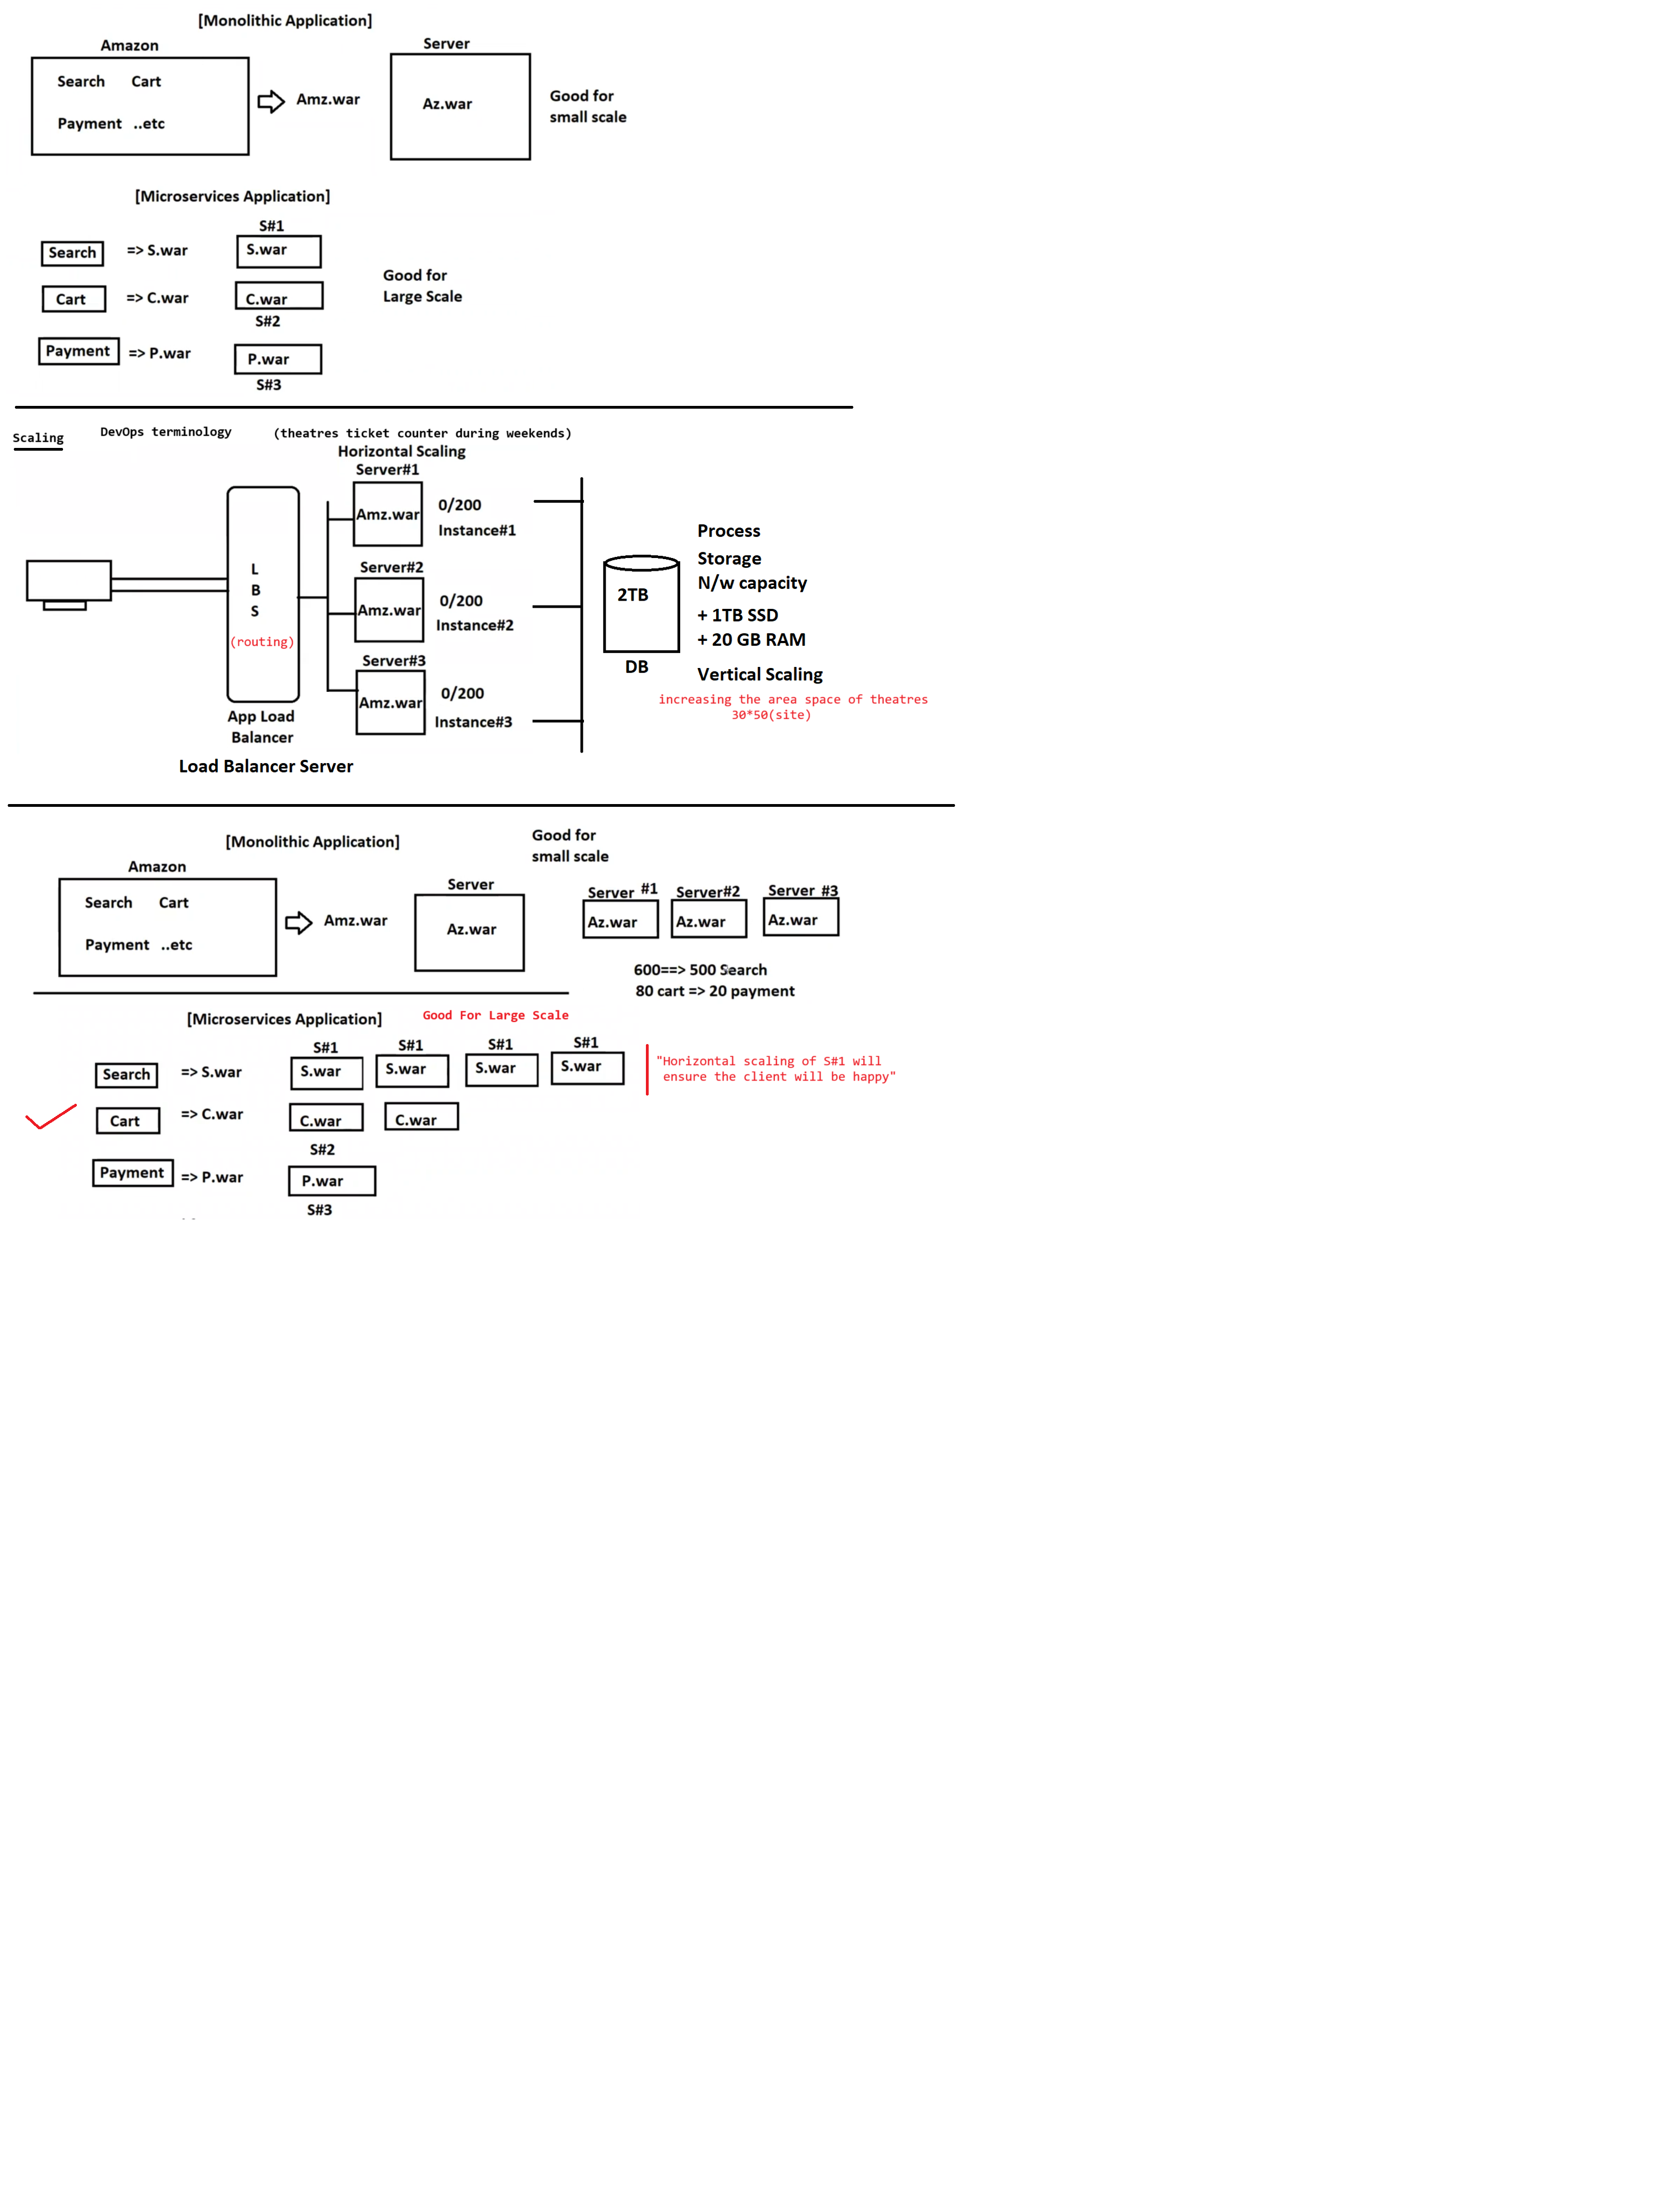 [Monolithic Application]
Amazon
Server
Search Cart
Payment ..etc
Amz.war
Az.war
Good for
small scale
[Microservices Application]
S#1
Search => S.war S.war
Good for
Large Scale
Cart => C.war C.war
S#2
Payment => P.war P.war
S#3
Scaling
DevOps terminology
(theatres ticket counter during weekends)
Horizontal Scaling
Server#1
Amz.war
0/200
Instance#1
Server#2
Amz.war
0/200
Instance#2
Server#3
Amz.war
0/200
Instance#3
L
B
S
(routing)
App Load
Balancer
Load Balancer Server
2TB
DB
Process
Storage
N/w capacity
+ 1TB SSD
+ 20 GB RAM
Vertical Scaling
increasing the area space of theatres
30*50(site)
[Monolithic Application]
Good for
small scale
Amazon
Server
Search Cart
Payment ..etc
Amz.war
Az.war
Server #1 Server#2 Server #3
Az.war Az.war Az.war
600==> 500 Search
80 cart => 20 payment
[Microservices Application]
Good For Large Scale
S#1 S#1 S#1 S#1
Search => S.war S.war S.war S.war S.war
"Horizontal scaling of S#1 will
ensure the client will be happy"
Cart => C.war C.war C.war
S#2
Payment => P.war P.war
S#3